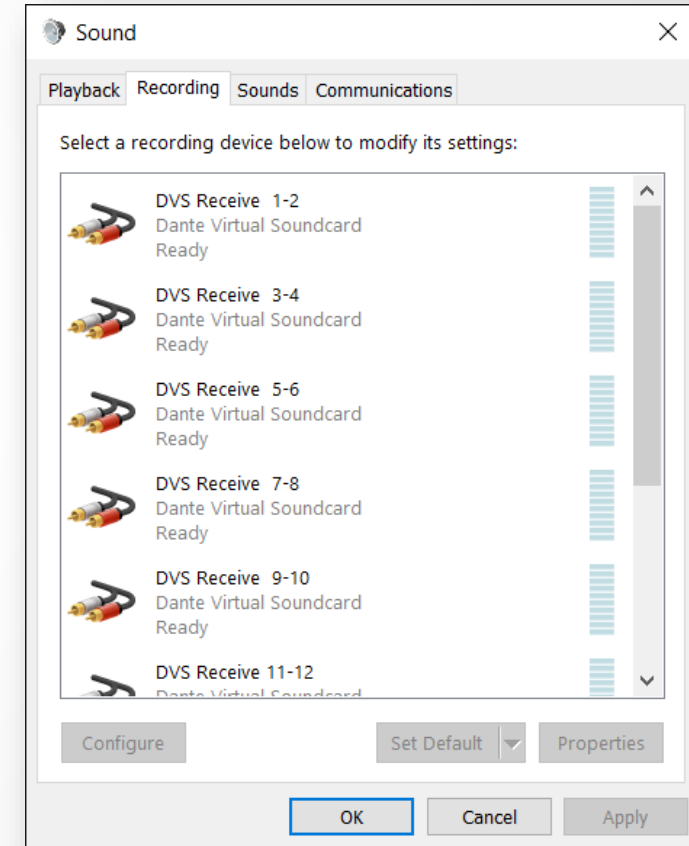 Sound
Playback Recording Sounds Communications
Select a recording device below to modify its settings:
DVS Receive 1-2
Dante Virtual Soundcard
Ready
DVS Receive 3-4
Dante Virtual Soundcard
Ready
DVS Receive 5-6
Dante Virtual Soundcard
Ready
DVS Receive 7-8
Dante Virtual Soundcard
Ready
DVS Receive 9-10
Dante Virtual Soundcard
Ready
DVS Receive 11-12
Dante Virtual Soundcard
Configure Set Default Properties
OK Cancel Apply